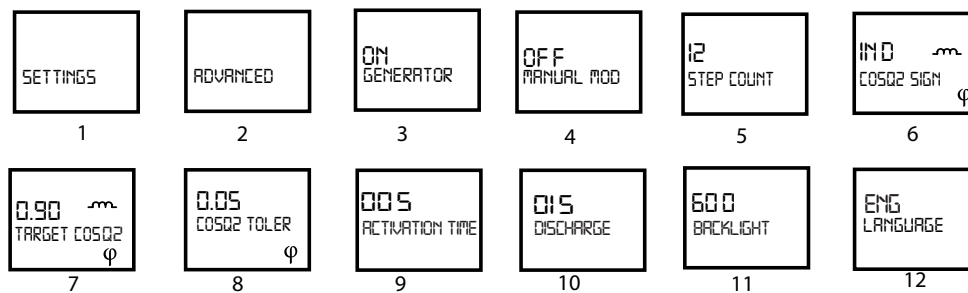 SETTINGS
1
ADVANCED
2
ON
GENERATOR
3
OFF
MANUAL MOD
4
12
STEP COUNT
5
IND
COSQ2 SIGN
φ
6
0.90
TARGET COSQ2
φ
7
0.05
COSQ2 TOLER
φ
8
005
ACTIVATION TIME
9
015
DISCHARGE
10
600
BACKLIGHT
11
ENG
LANGUAGE
12